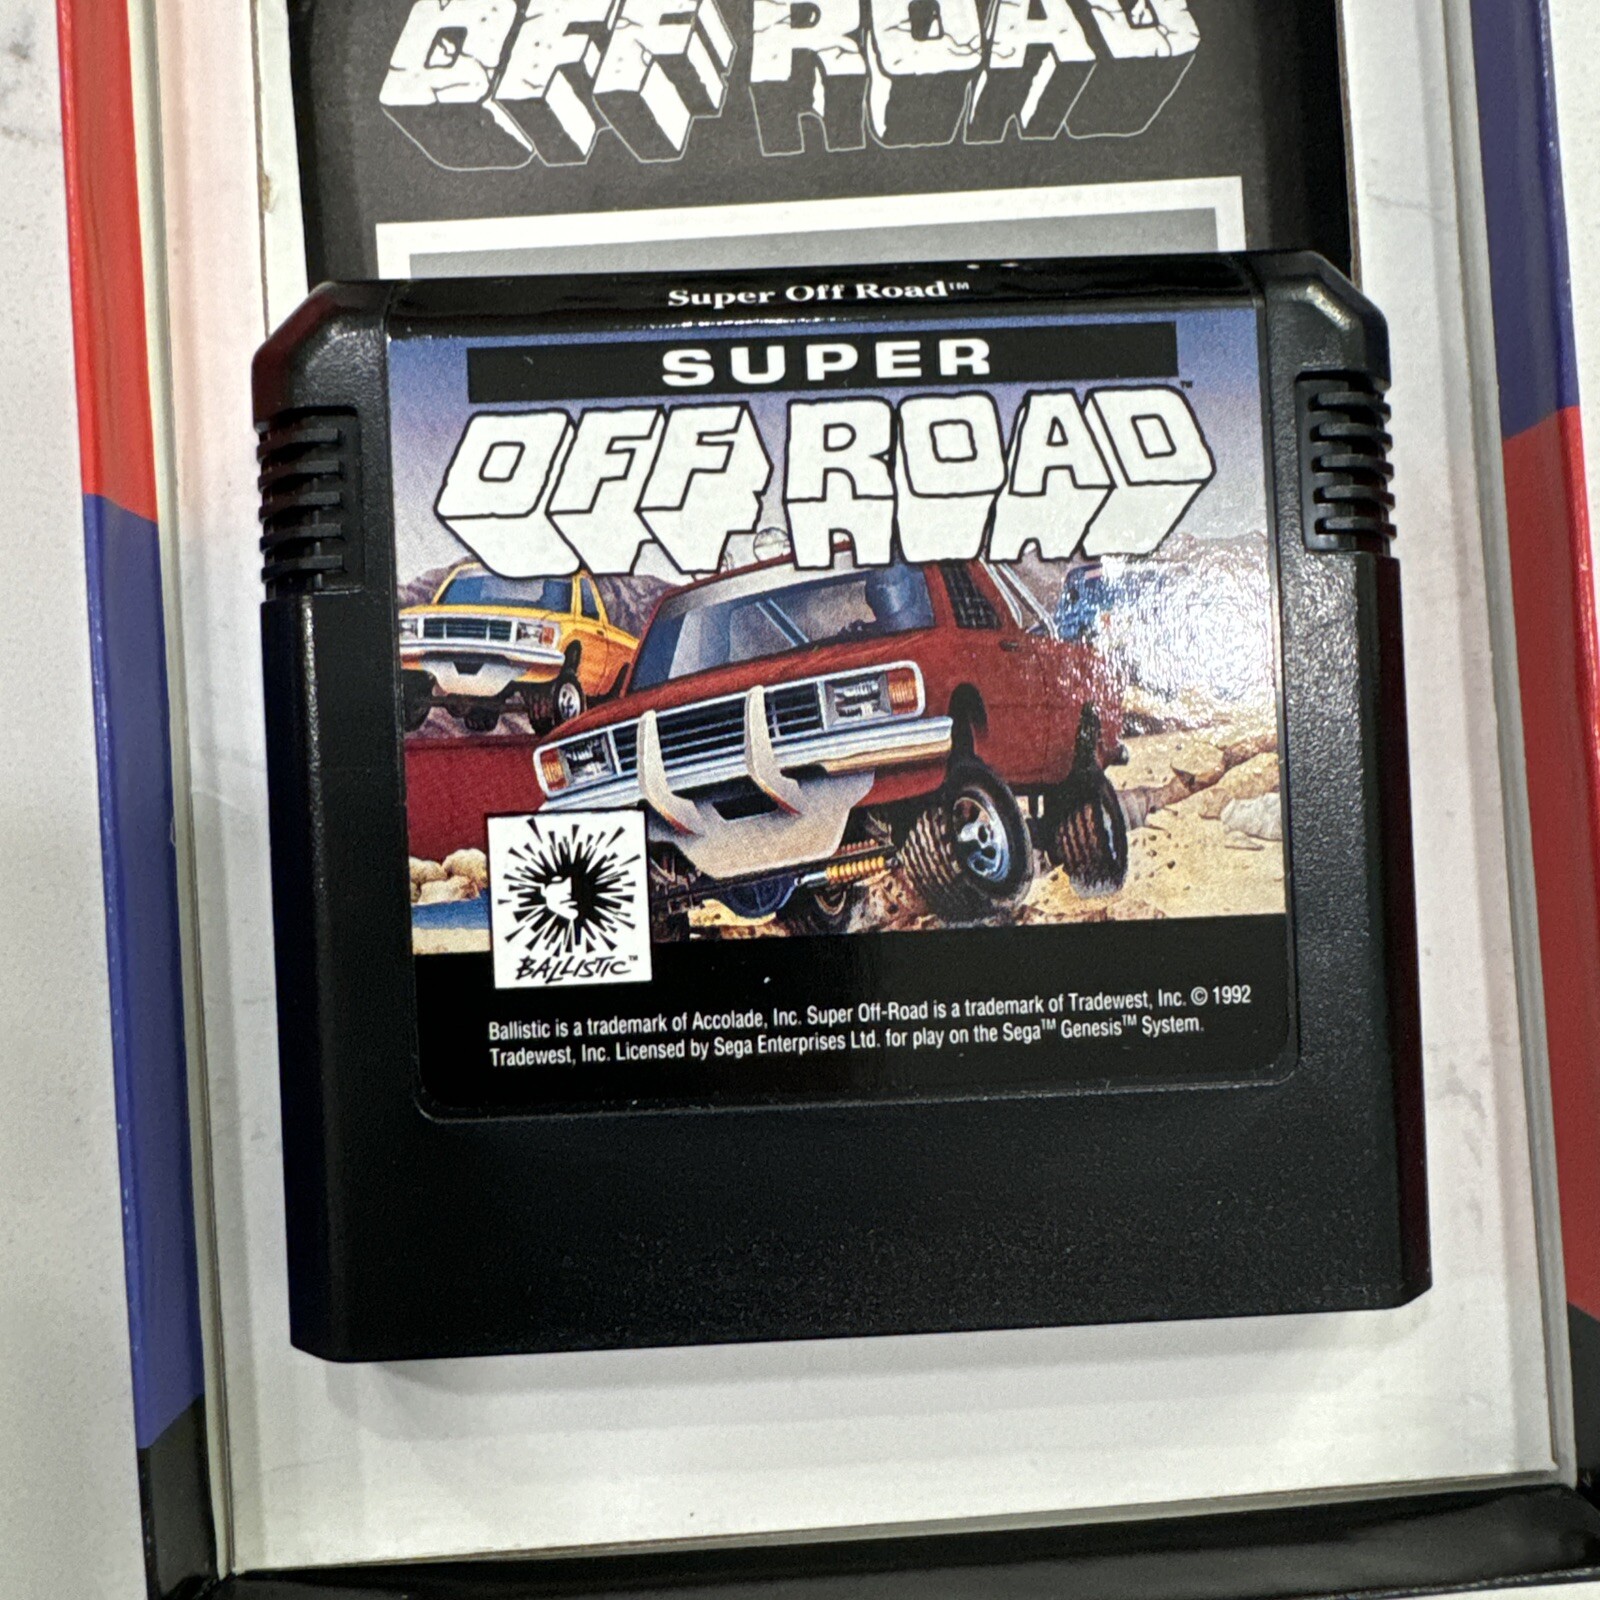 OFF ROAD
Super Off Road™
SUPER
OFF ROAD™
BALLISTIC™
Ballistic is a trademark of Accolade, Inc. Super Off-Road is a trademark of Tradewest, Inc. © 1992
Tradewest, Inc. Licensed by Sega Enterprises Ltd. for play on the Sega™ Genesis™ System.